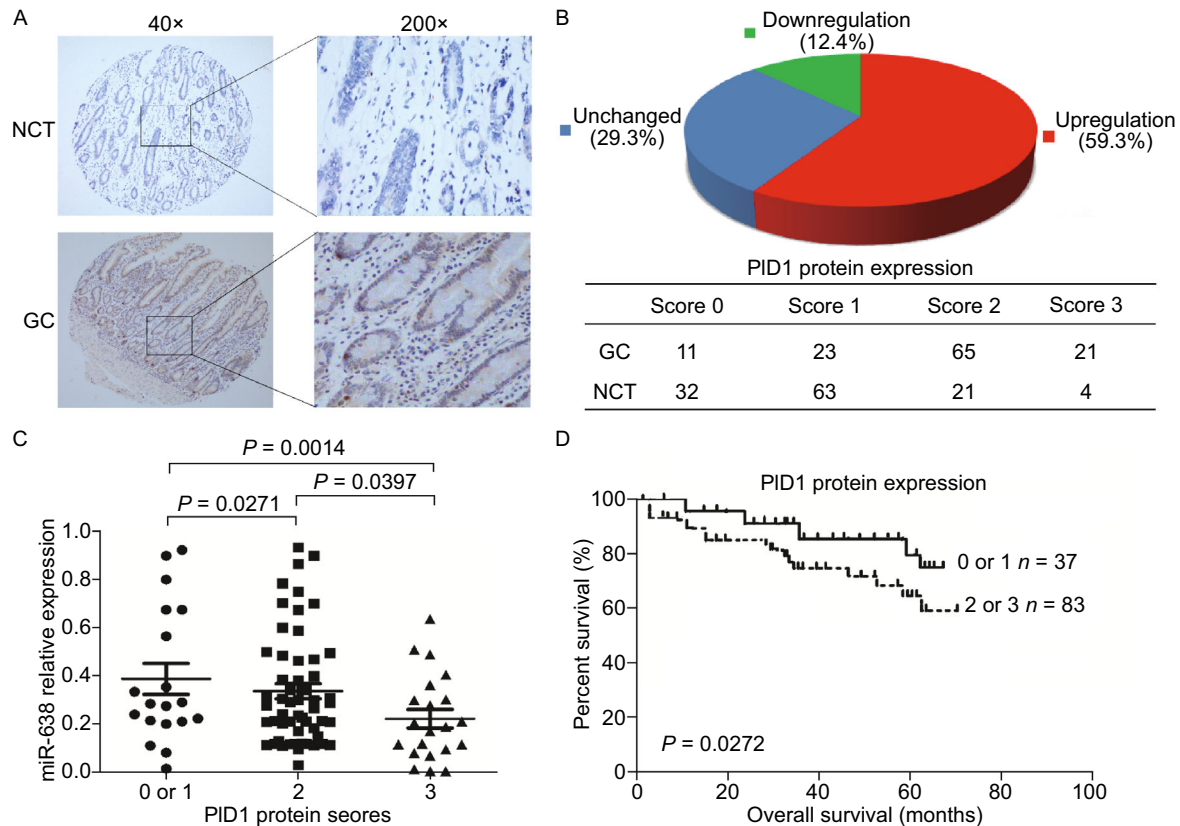 A
40×
200×
NCT
GC
B
Downregulation
(12.4%)
Unchanged
(29.3%)
Upregulation
(59.3%)
PID1 protein expression
Score 0 Score 1 Score 2 Score 3
GC 11 23 65 21
NCT 32 63 21 4
C
P = 0.0014
P = 0.0397
P = 0.0271
miR-638 relative expression
1.0
0.8
0.6
0.4
0.2
0.0
0 or 1 2 3
PID1 protein seores
D
PID1 protein expression
Percent survival (%)
100
80
60
40
20
0
0 or 1 n = 37
2 or 3 n = 83
P = 0.0272
0 20 40 60 80 100
Overall survival (months)